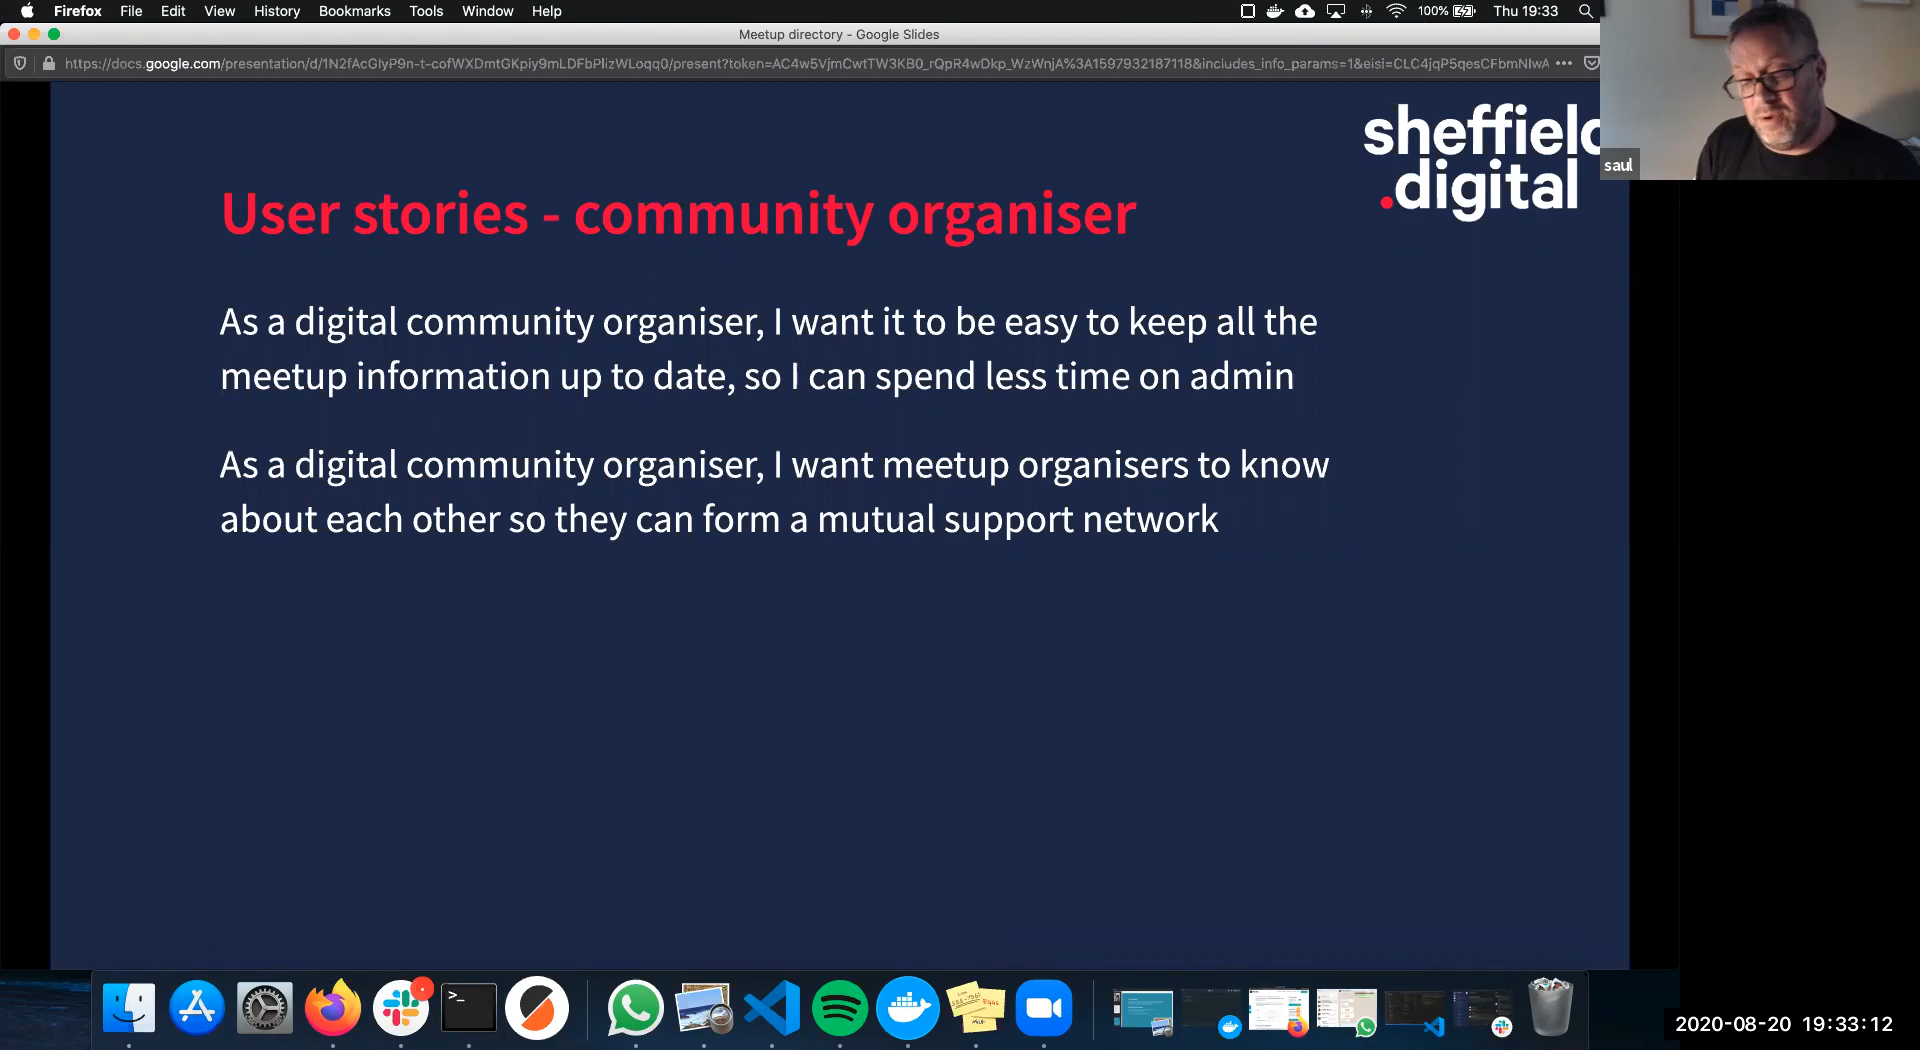 Firefox File Edit View History Bookmarks Tools Window Help
100% Thu 19:33
Meetup directory - Google Slides
https://docs.google.com/presentation/d/1N2fAcGlyP9n-t-cofWXDmtGKpiy9mLDFbPlizWLoqq0/present?token=AC4w5VjmCwtTW3KB0_rQpR4wDkp_WzWnjA%3A1597932187118&includes_info_params=1&eisi=CLC4jqP5qesCFbmNlwA
sheffield
.digital
saul
User stories - community organiser
As a digital community organiser, I want it to be easy to keep all the
meetup information up to date, so I can spend less time on admin
As a digital community organiser, I want meetup organisers to know
about each other so they can form a mutual support network
2020-08-20 19:33:12